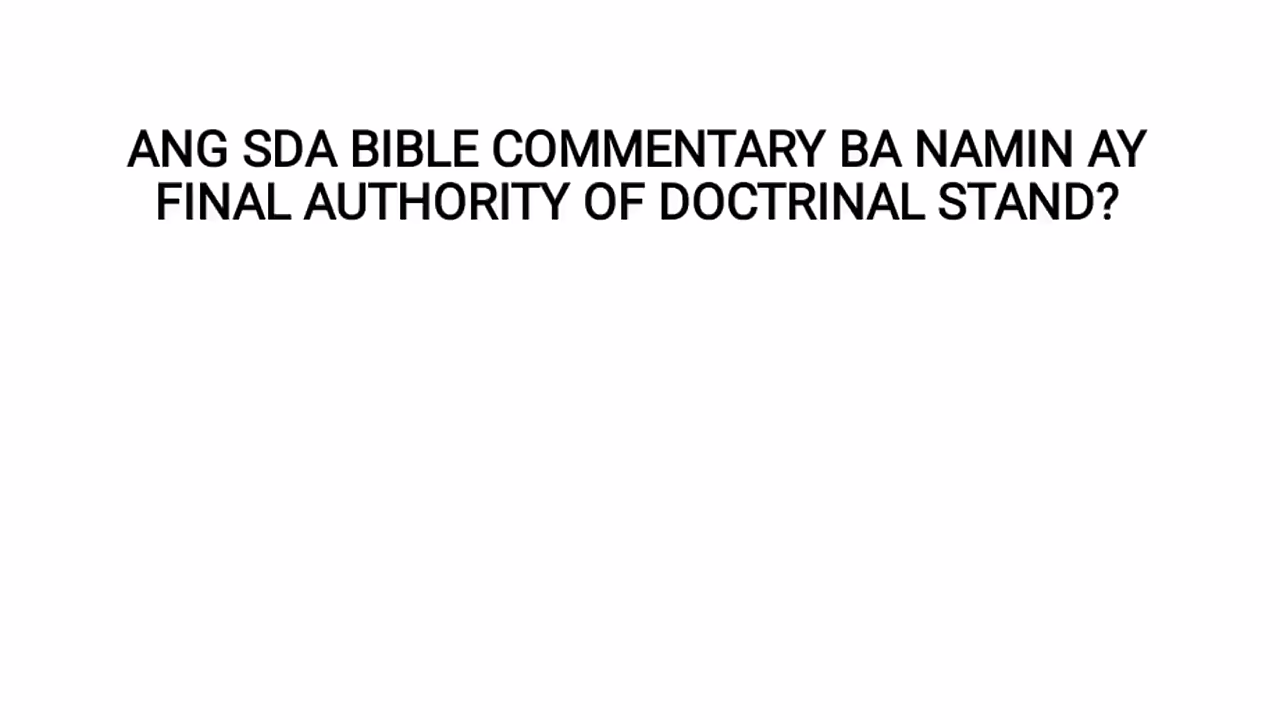 ANG SDA BIBLE COMMENTARY BA NAMIN AY
FINAL AUTHORITY OF DOCTRINAL STAND?